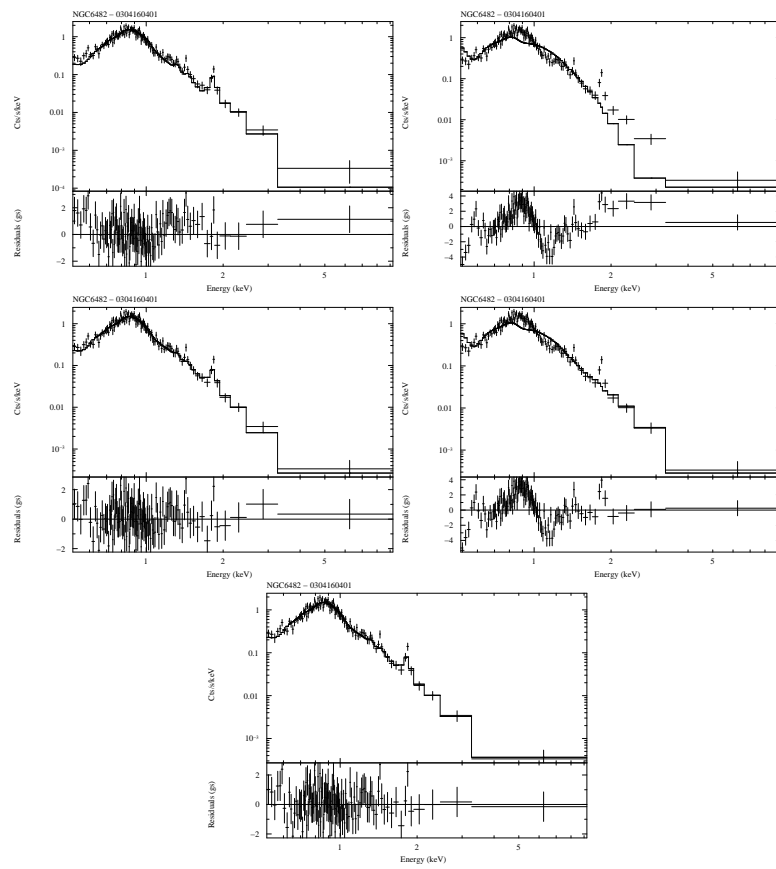 NGC6482 – 0304160401
NGC6482 – 0304160401
1
0.1
0.01
10⁻³
10⁻⁴
Cts/s/keV
1
0.1
0.01
10⁻³
Cts/s/keV
2
0
−2
Residuals (gs)
4
2
0
−2
−4
Residuals (gs)
1 2 5
1 2 5
Energy (keV)
Energy (keV)
NGC6482 – 0304160401
NGC6482 – 0304160401
1
0.1
0.01
10⁻³
Cts/s/keV
1
0.1
0.01
10⁻³
Cts/s/keV
2
0
−2
Residuals (gs)
4
2
0
−2
−4
Residuals (gs)
1 2 5
1 2 5
Energy (keV)
Energy (keV)
NGC6482 – 0304160401
1
0.1
0.01
10⁻³
Cts/s/keV
2
0
−2
Residuals (gs)
1 2 5
Energy (keV)